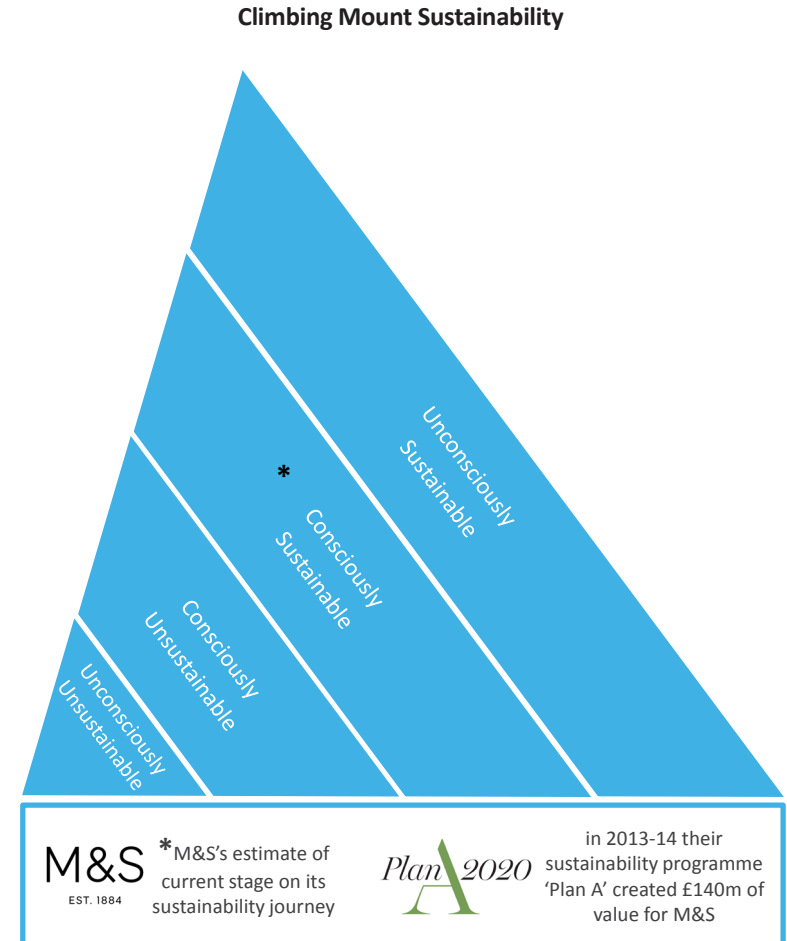 Climbing Mount Sustainability
Unconsciously
Sustainable
*
Consciously
Sustainable
Consciously
Unsustainable
Unconsciously
Unsustainable
M&S
EST. 1884
*M&S's estimate of
current stage on its
sustainability journey
Plan A 2020
in 2013-14 their
sustainability programme
‘Plan A’ created £140m of
value for M&S